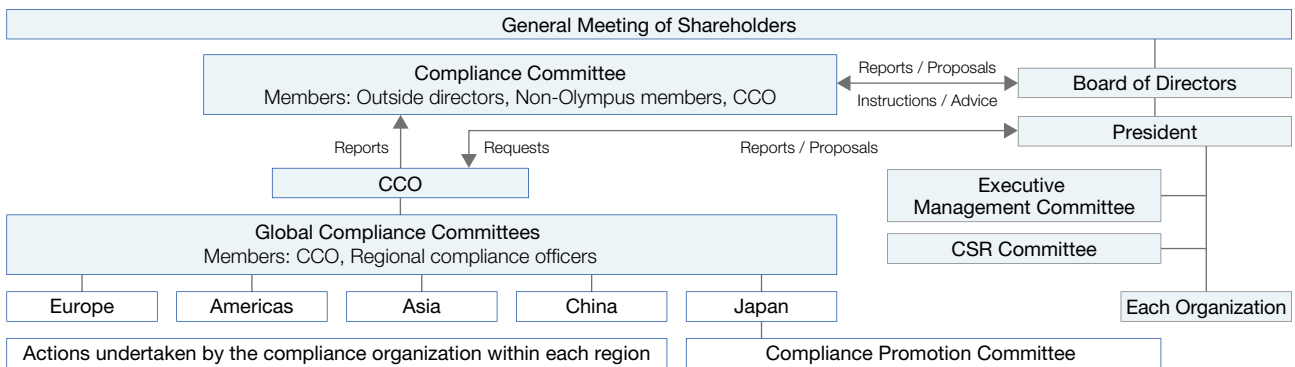 General Meeting of Shareholders
Compliance Committee
Members: Outside directors, Non-Olympus members, CCO
Reports / Proposals
Instructions / Advice
Board of Directors
President
Reports
Requests
Reports / Proposals
CCO
Executive
Management Committee
Global Compliance Committees
Members: CCO, Regional compliance officers
CSR Committee
Europe
Americas
Asia
China
Japan
Each Organization
Actions undertaken by the compliance organization within each region
Compliance Promotion Committee